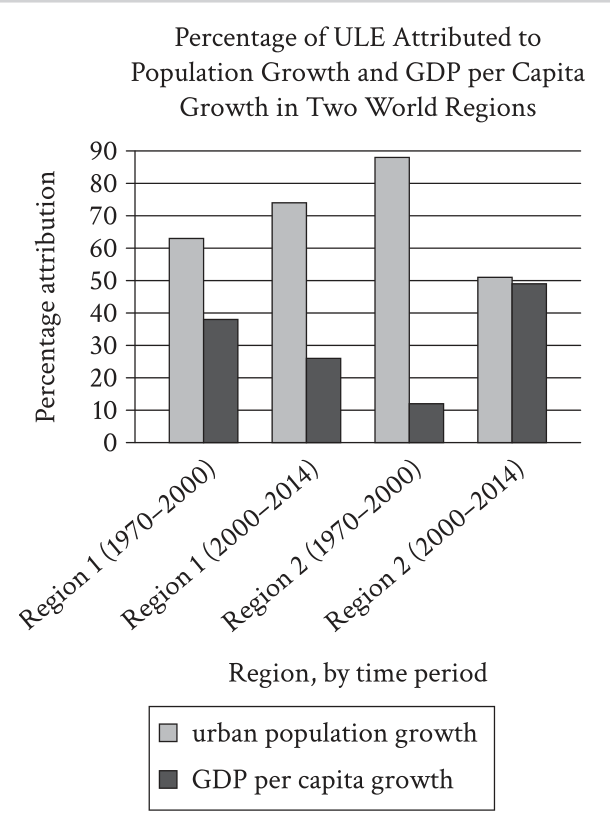 Percentage of ULE Attributed to
Population Growth and GDP per Capita
Growth in Two World Regions
Percentage attribution
90
80
70
60
50
40
30
20
10
0
Region 1 (1970–2000)
Region 1 (2000–2014)
Region 2 (1970–2000)
Region 2 (2000–2014)
Region, by time period
urban population growth
GDP per capita growth